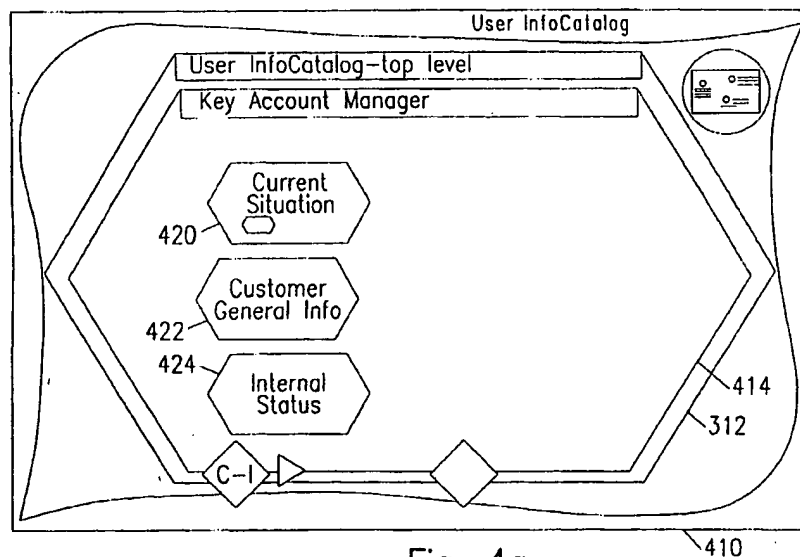 User InfoCatalog
User InfoCatalog-top level
Key Account Manager
Current
Situation
420
Customer
General Info
422
424
Internal
Status
414
312
C-I
410
Fig. 4a